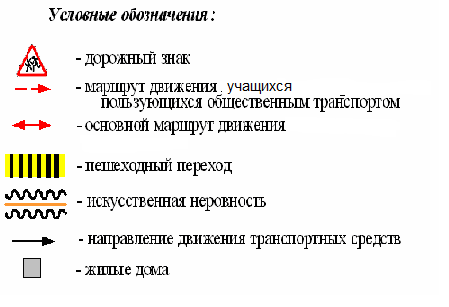 Условные обозначения:
- дорожный знак
- маршрут движения учащихся
пользующихся общественным транспортом
- основной маршрут движения
- пешеходный переход
- искусственная неровность
- направление движения транспортных средств
- жилые дома